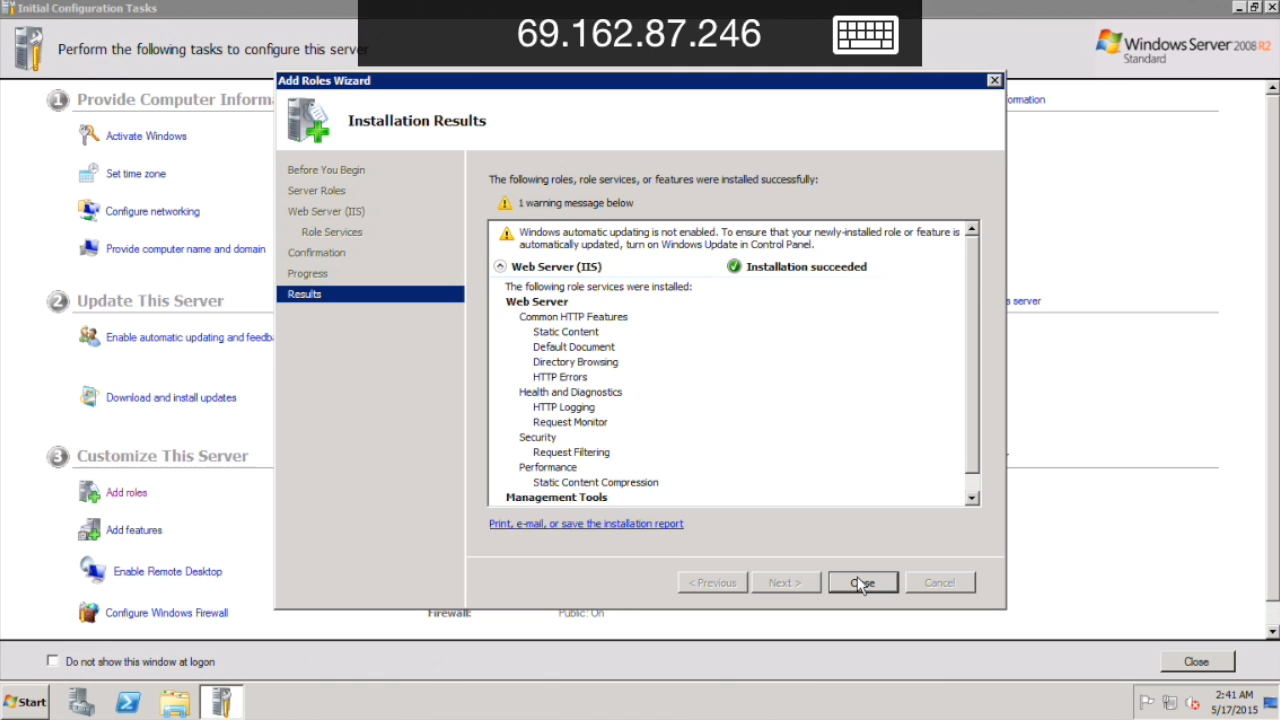 Initial Configuration Tasks
69.162.87.246
Perform the following tasks to configure this server
Windows Server 2008 R2
Standard
1 Provide Computer Inform
ormation
Activate Windows
Set time zone
Configure networking
Provide computer name and domain
2 Update This Server
s server
Enable automatic updating and feedb
Download and install updates
3 Customize This Server
Add roles
Add features
Enable Remote Desktop
Configure Windows Firewall
Firewall:
Public: On
Add Roles Wizard
Installation Results
Before You Begin
Server Roles
Web Server (IIS)
Role Services
Confirmation
Progress
Results
The following roles, role services, or features were installed successfully:
1 warning message below
Windows automatic updating is not enabled. To ensure that your newly-installed role or feature is
automatically updated, turn on Windows Update in Control Panel.
Web Server (IIS) Installation succeeded
The following role services were installed:
Web Server
Common HTTP Features
Static Content
Default Document
Directory Browsing
HTTP Errors
Health and Diagnostics
HTTP Logging
Request Monitor
Security
Request Filtering
Performance
Static Content Compression
Management Tools
Print, e-mail, or save the installation report
< Previous Next > Close Cancel
Do not show this window at logon
Close
Start
2:41 AM
5/17/2015